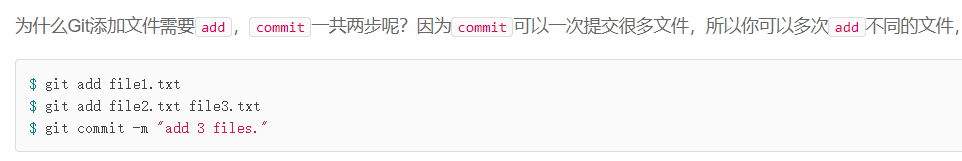 为什么Git添加文件需要add，commit一共两步呢？因为commit可以一次提交很多文件，所以你可以多次add不同的文件，
$ git add file1.txt
$ git add file2.txt file3.txt
$ git commit -m "add 3 files."